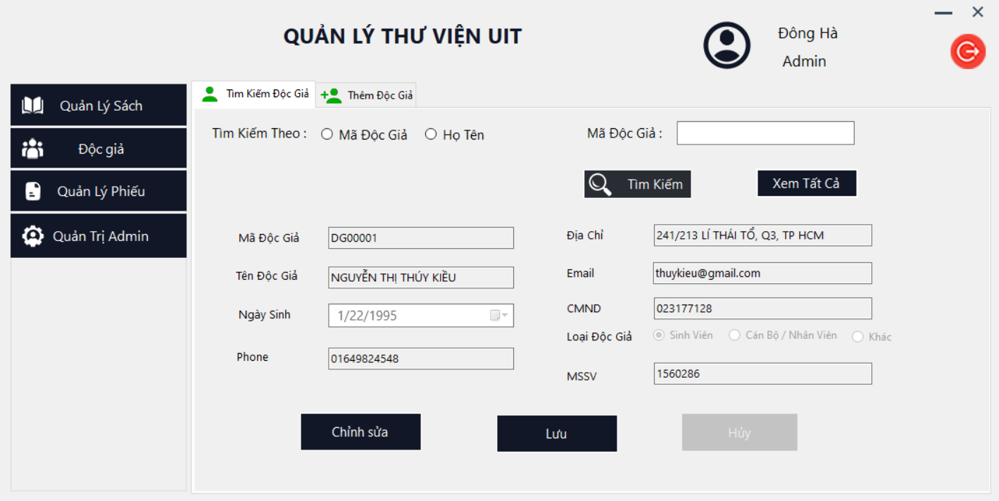 QUẢN LÝ THƯ VIỆN UIT
Đông Hà
Admin
Quản Lý Sách
Độc giả
Quản Lý Phiếu
Quản Trị Admin
Tìm Kiếm Độc Giả
Thêm Độc Giả
Tìm Kiếm Theo :
Mã Độc Giả
Họ Tên
Mã Độc Giả :
Tìm Kiếm
Xem Tất Cả
Mã Độc Giả
DG00001
Tên Độc Giả
NGUYỄN THỊ THÚY KIỀU
Ngày Sinh
1/22/1995
Phone
01649824548
Địa Chỉ
241/213 LÍ THÁI TỔ, Q3, TP HCM
Email
thuykieu@gmail.com
CMND
023177128
Loại Độc Giả
Sinh Viên
Cán Bộ / Nhân Viên
Khác
MSSV
1560286
Chỉnh sửa
Lưu
Hủy